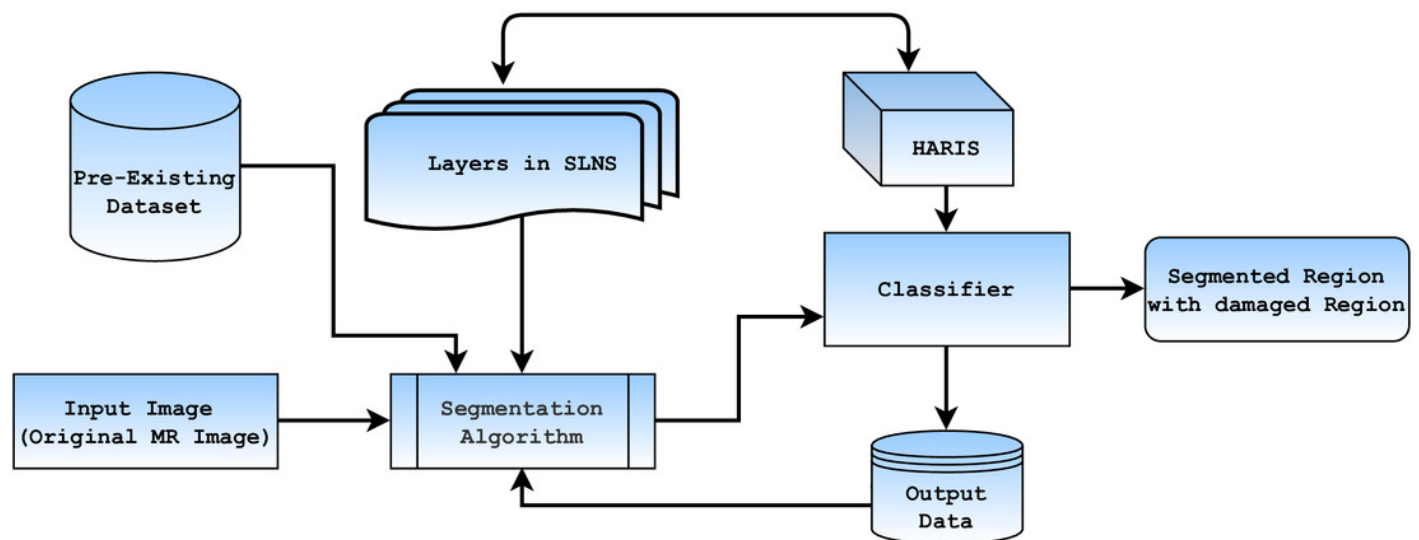 Pre-Existing
Dataset
Layers in SLNS
HARIS
Classifier
Segmented Region
with damaged Region
Input Image
(Original MR Image)
Segmentation
Algorithm
Output
Data